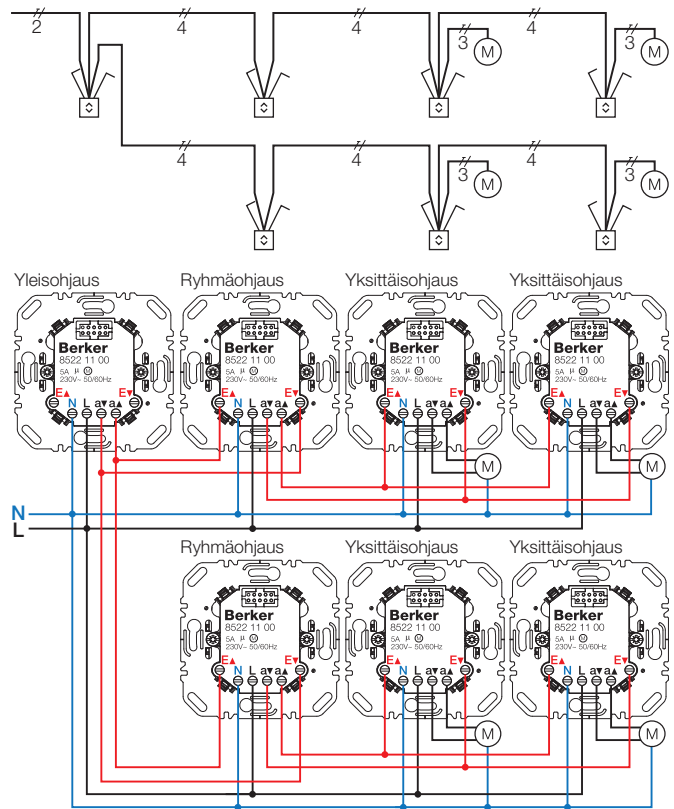 2 4 4 3 M 4 3 M
4 4 3 M 4 3 M
Yleisohjaus Ryhmäohjaus Yksittäisohjaus Yksittäisohjaus
Berker Berker Berker Berker
8522 11 00 8522 11 00 8522 11 00 8522 11 00
5A µ M 5A µ M 5A µ M 5A µ M
230V~ 50/60Hz 230V~ 50/60Hz 230V~ 50/60Hz 230V~ 50/60Hz
E▲ N L a▼ a▲ E▼ E▲ N L a▼ a▲ E▼ E▲ N L a▼ a▲ E▼ E▲ N L a▼ a▲ E▼
M M
N
L
Ryhmäohjaus Yksittäisohjaus Yksittäisohjaus
Berker Berker Berker
8522 11 00 8522 11 00 8522 11 00
5A µ M 5A µ M 5A µ M
230V~ 50/60Hz 230V~ 50/60Hz 230V~ 50/60Hz
E▲ N L a▼ a▲ E▼ E▲ N L a▼ a▲ E▼ E▲ N L a▼ a▲ E▼
M M